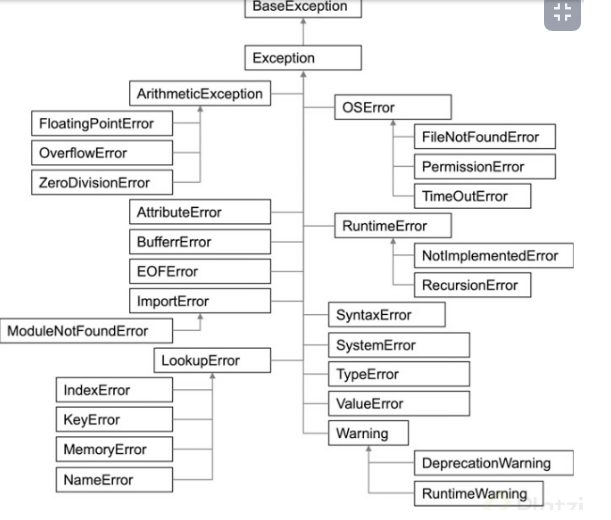 BaseException
Exception
ArithmeticException
OSError
FloatingPointError
FileNotFoundError
OverflowError
PermissionError
ZeroDivisionError
TimeOutError
AttributeError
RuntimeError
BufferrError
NotImplementedError
EOFError
RecursionError
ImportError
SyntaxError
ModuleNotFoundError
SystemError
LookupError
TypeError
IndexError
ValueError
KeyError
Warning
MemoryError
DeprecationWarning
NameError
RuntimeWarning